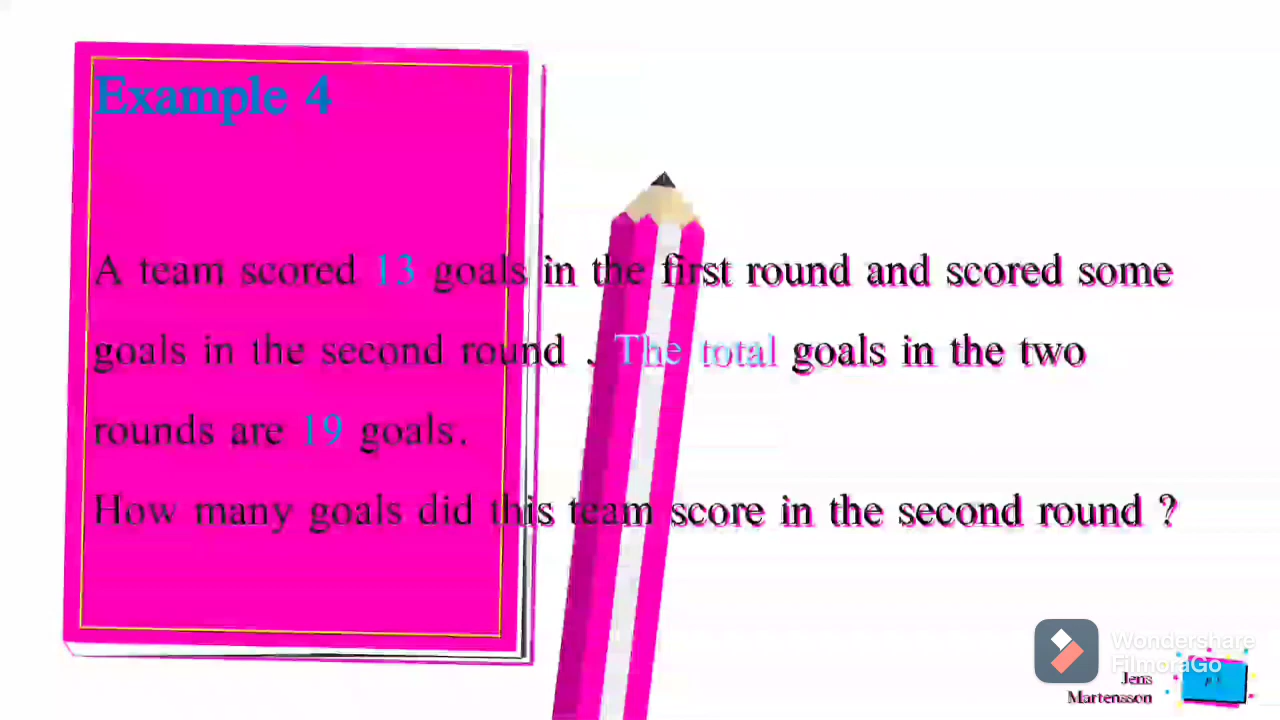 Example 4
A team scored 13 goals in the first round and scored some
goals in the second round . The total goals in the two
rounds are 19 goals.
How many goals did this team score in the second round ?
Wondershare
FilmoraGo
Jens
Martensson